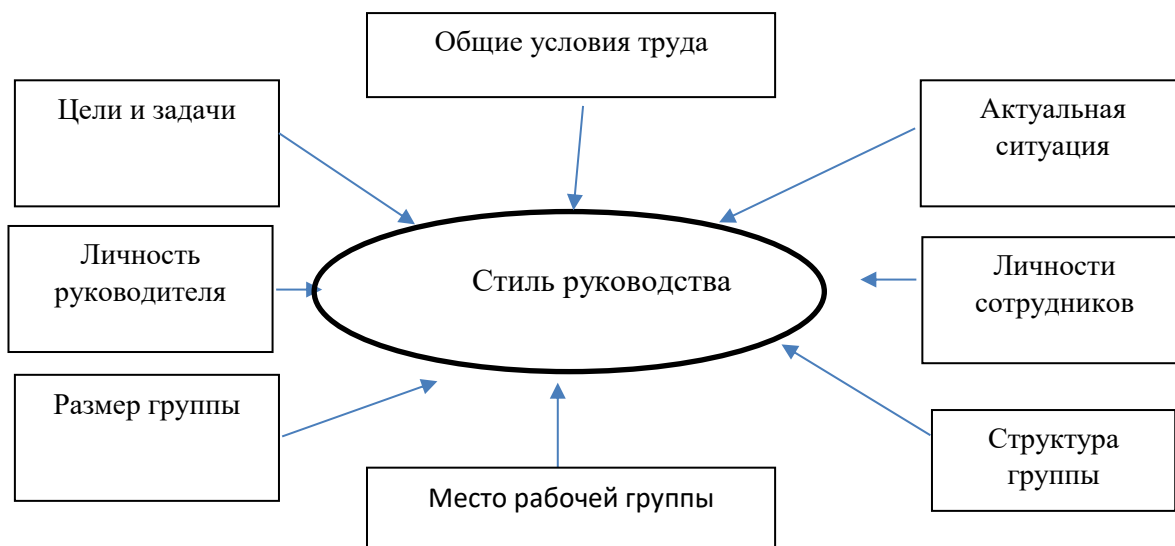 Общие условия труда
Цели и задачи
Актуальная
ситуация
Личность
руководителя
Стиль руководства
Личности
сотрудников
Размер группы
Структура
группы
Место рабочей группы